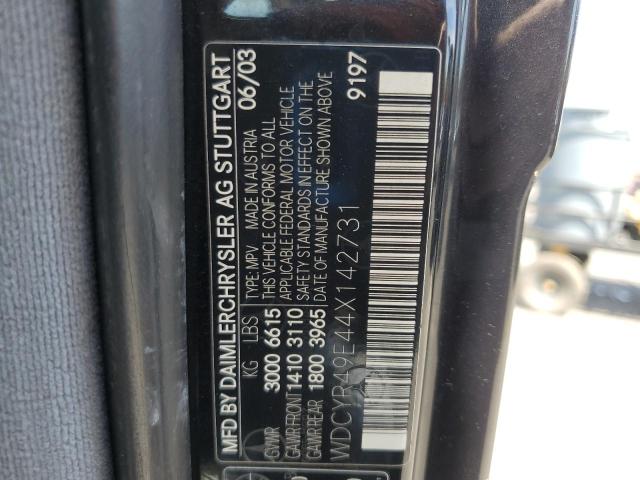 MFD BY DAIMLERCHRYSLER AG STUTTGART
TYPE: MPV MADE IN AUSTRIA 06/03
KG LBS THIS VEHICLE CONFORMS TO ALL
GVWR 3000 6615 APPLICABLE FEDERAL MOTOR VEHICLE
GAWR FRONT 1410 3110 SAFETY STANDARDS IN EFFECT ON THE
GAWR REAR 1800 3965 DATE OF MANUFACTURE SHOWN ABOVE
WDCYR49E44X142731 9197